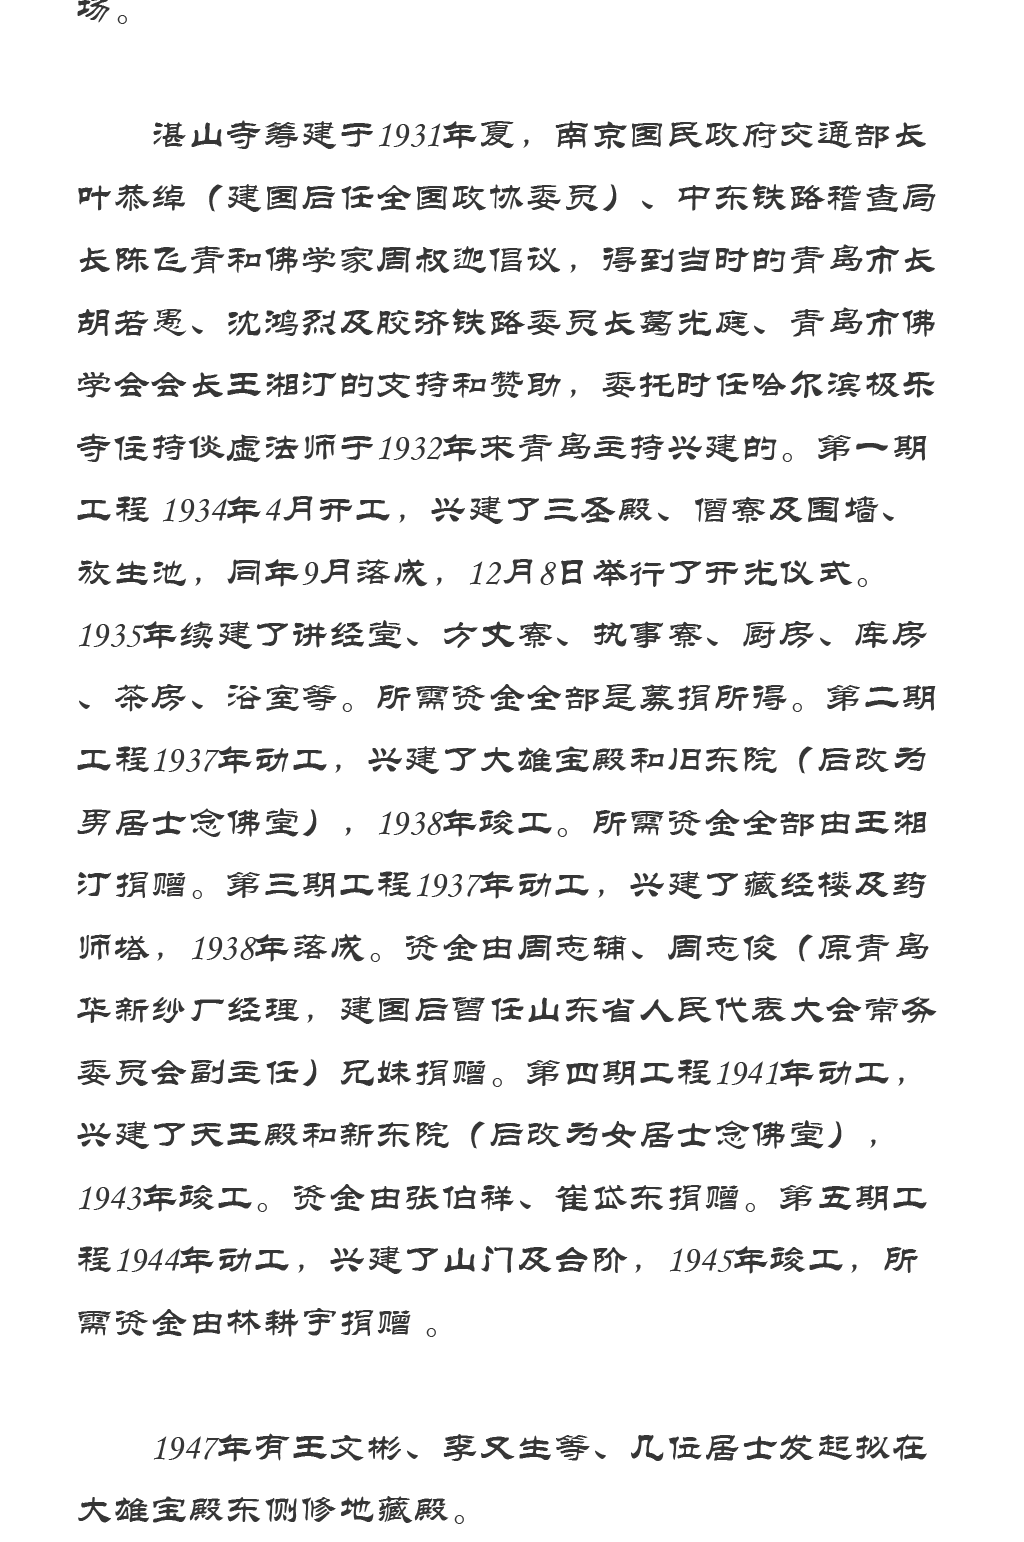 场。
湛山寺筹建于1931年夏，南京国民政府交通部长
叶恭绰（建国后任全国政协委员）、中东铁路稽查局
长陈飞青和佛学家周叔迦倡议，得到当时的青岛市长
胡若愚、沈鸿烈及胶济铁路委员长葛光庭、青岛市佛
学会会长王湘汀的支持和赞助，委托时任哈尔滨极乐
寺住持倓虚法师于1932年来青岛主持兴建的。第一期
工程 1934年4月开工，兴建了三圣殿、僧寮及围墙、
放生池，同年9月落成，12月8日举行了开光仪式。
1935年续建了讲经堂、方丈寮、执事寮、厨房、库房
、茶房、浴室等。所需资金全部是募捐所得。第二期
工程1937年动工，兴建了大雄宝殿和旧东院（后改为
男居士念佛堂），1938年竣工。所需资金全部由王湘
汀捐赠。第三期工程1937年动工，兴建了藏经楼及药
师塔，1938年落成。资金由周志辅、周志俊（原青岛
华新纱厂经理，建国后曾任山东省人民代表大会常务
委员会副主任）兄妹捐赠。第四期工程1941年动工，
兴建了天王殿和新东院（后改为女居士念佛堂），
1943年竣工。资金由张伯祥、崔岱东捐赠。第五期工
程1944年动工，兴建了山门及台阶，1945年竣工，所
需资金由林耕宇捐赠 。
1947年有王文彬、李又生等、几位居士发起拟在
大雄宝殿东侧修地藏殿。